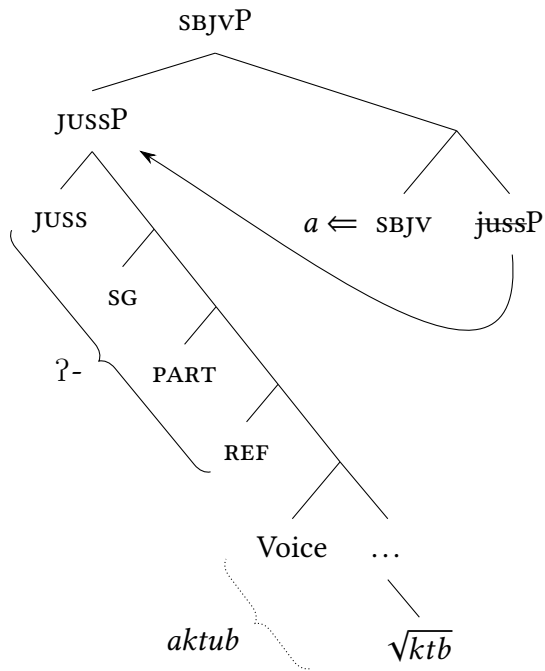 SBJVP
JUSSP
JUSS
a ⇐ SBJV jussP
SG
ʔ-
PART
REF
Voice …
aktub
√ktb